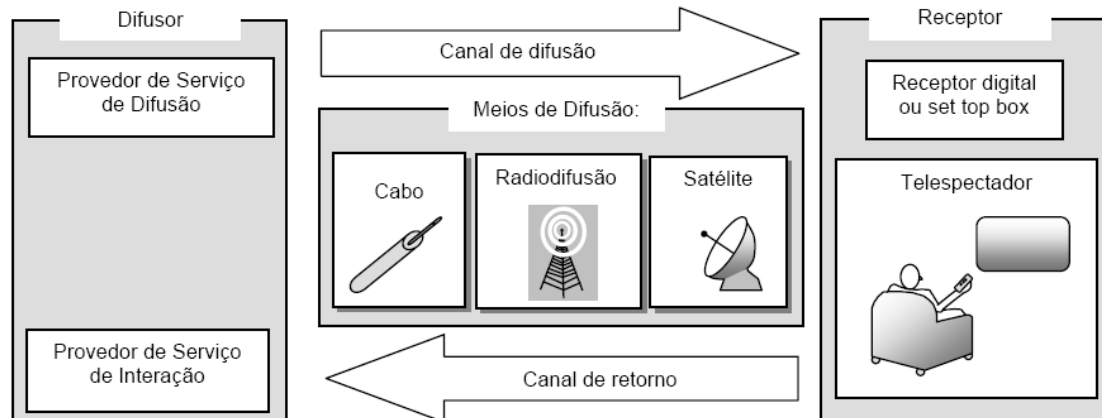 Difusor
Provedor de Serviço
de Difusão
Provedor de Serviço
de Interação
Canal de difusão
Meios de Difusão:
Cabo
Radiodifusão
Satélite
Canal de retorno
Receptor
Receptor digital
ou set top box
Telespectador